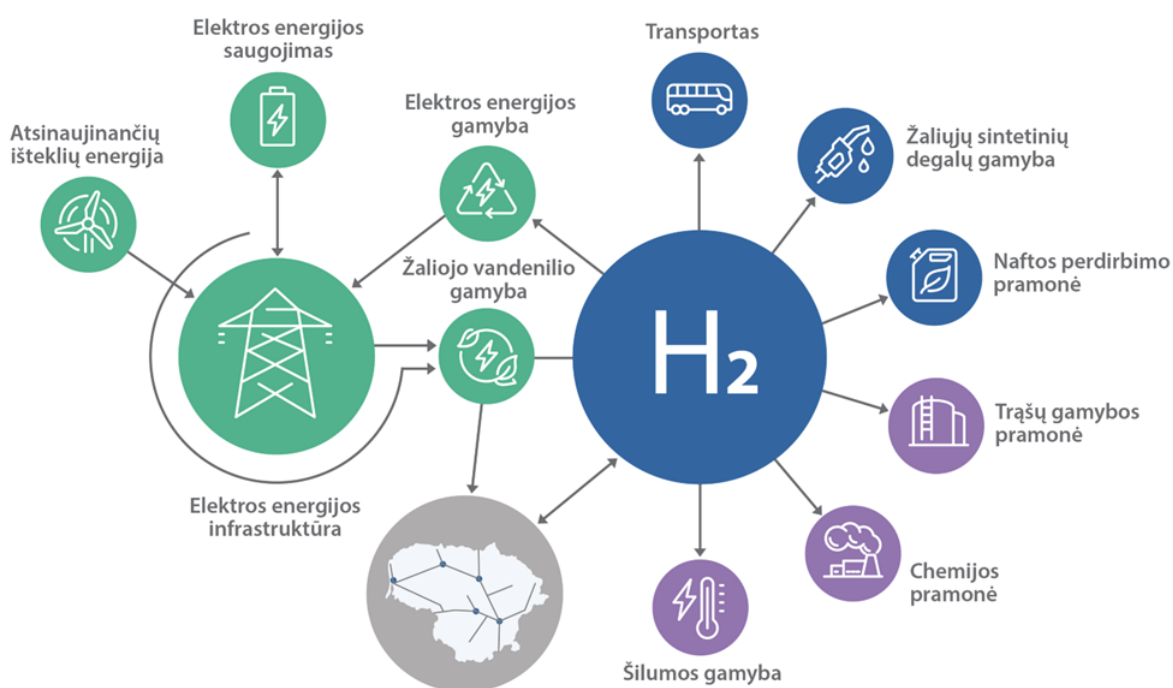 Elektros energijos
saugojimas
Transportas
Atsinaujinančių
išteklių energija
Elektros energijos
gamyba
Žaliųjų sintetinių
degalų gamyba
Žaliojo vandenilio
gamyba
Naftos perdirbimo
pramonė
H2
Trąšų gamybos
pramonė
Elektros energijos
infrastruktūra
Chemijos
pramonė
Šilumos gamyba